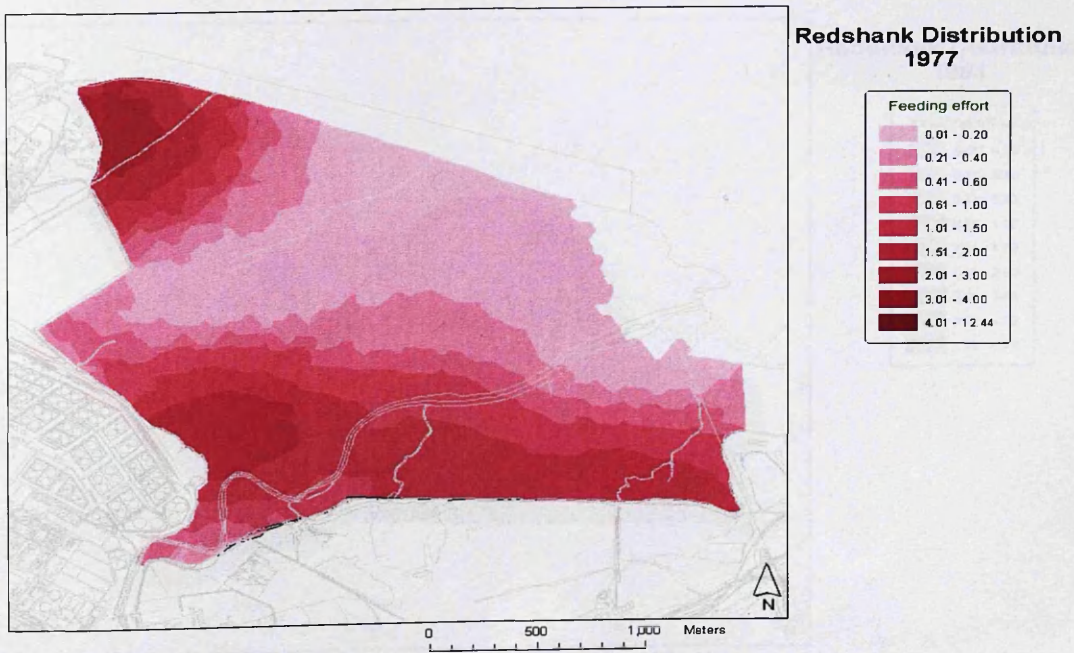 Redshank Distribution
1977
Feeding effort
0.01 - 0.20
0.21 - 0.40
0.41 - 0.60
0.61 - 1.00
1.01 - 1.50
1.51 - 2.00
2.01 - 3.00
3.01 - 4.00
4.01 - 12.44
N
0 500 1,000 Meters